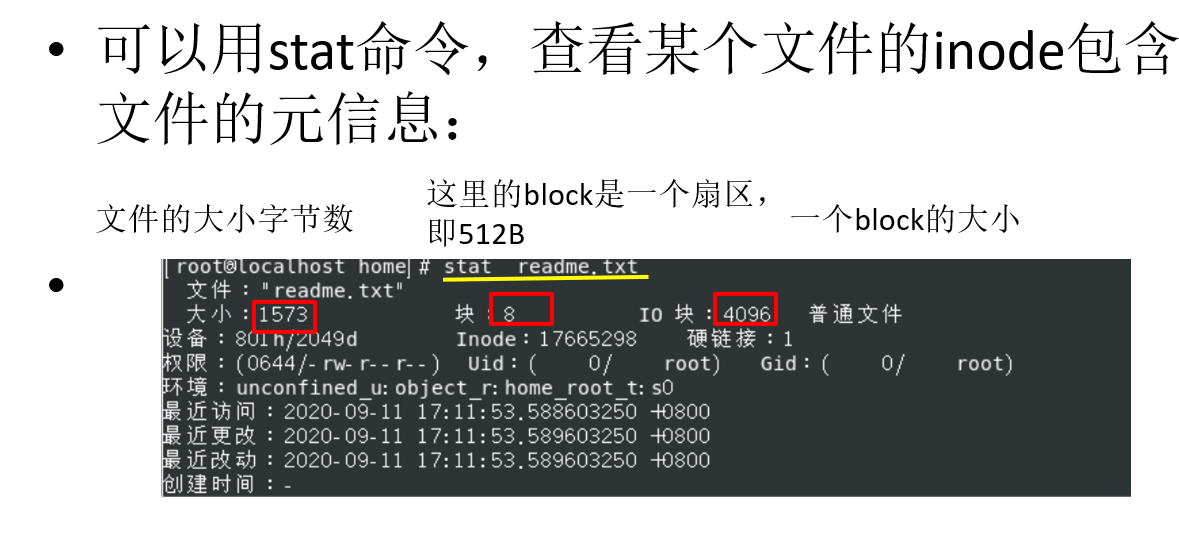 • 可以用stat命令，查看某个文件的inode包含
文件的元信息：
文件的大小字节数
这里的block是一个扇区，
即512B
一个block的大小
•
[root@localhost home]# stat readme.txt
文件："readme.txt"
大小：1573 块：8 IO 块：4096 普通文件
设备：801h/2049d Inode：17665298 硬链接：1
权限：(0644/-rw-r--r--) Uid：( 0/ root) Gid：( 0/ root)
环境：unconfined_u:object_r:home_root_t:s0
最近访问：2020-09-11 17:11:53.588603250 +0800
最近更改：2020-09-11 17:11:53.589603250 +0800
最近改动：2020-09-11 17:11:53.589603250 +0800
创建时间：-